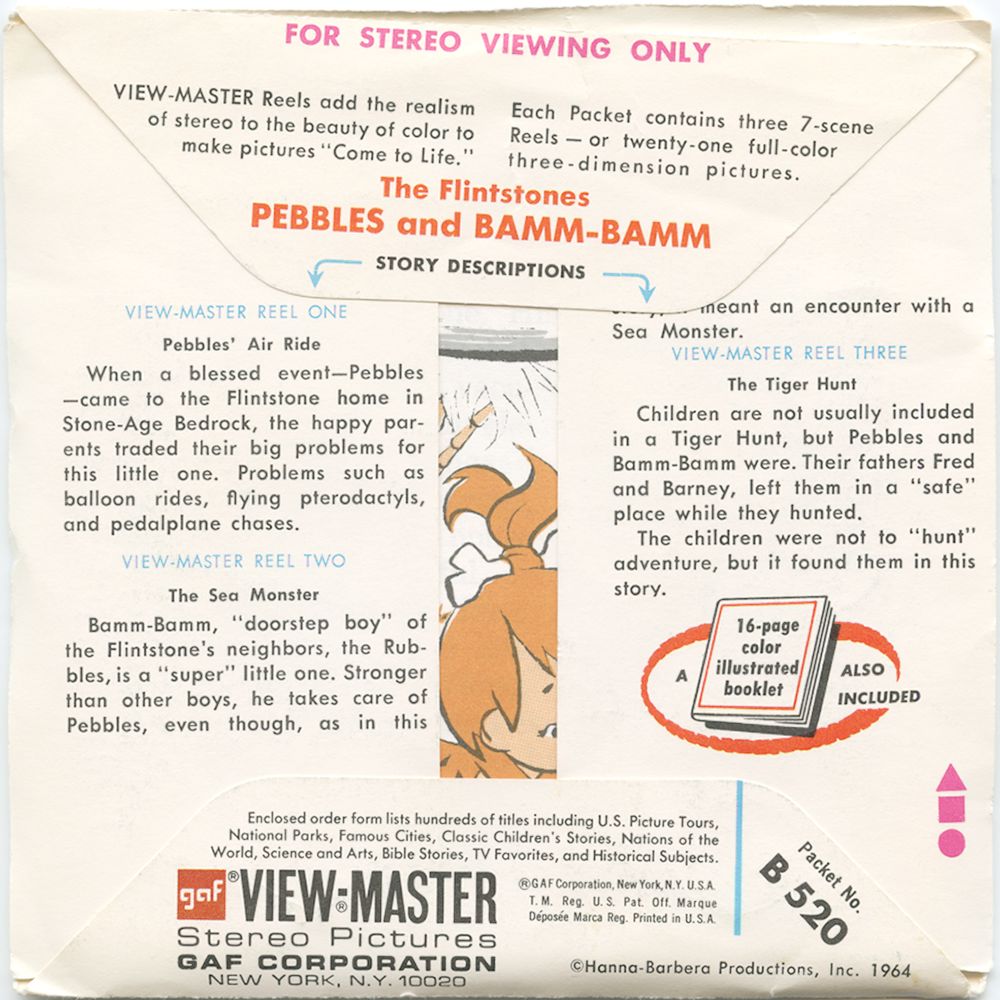 FOR STEREO VIEWING ONLY
VIEW-MASTER Reels add the realism
of stereo to the beauty of color to
make pictures "Come to Life."
Each Packet contains three 7-scene
Reels — or twenty-one full-color
three-dimension pictures.
The Flintstones
PEBBLES and BAMM-BAMM
STORY DESCRIPTIONS
VIEW-MASTER REEL ONE
Pebbles' Air Ride
When a blessed event—Pebbles
—came to the Flintstone home in
Stone-Age Bedrock, the happy par-
ents traded their big problems for
this little one. Problems such as
balloon rides, flying pterodactyls,
and pedalplane chases.
VIEW-MASTER REEL TWO
The Sea Monster
Bamm-Bamm, "doorstep boy" of
the Flintstone's neighbors, the Rub-
bles, is a "super" little one. Stronger
than other boys, he takes care of
Pebbles, even though, as in this
meant an encounter with a
Sea Monster.
VIEW-MASTER REEL THREE
The Tiger Hunt
Children are not usually included
in a Tiger Hunt, but Pebbles and
Bamm-Bamm were. Their fathers Fred
and Barney, left them in a "safe"
place while they hunted.
The children were not to "hunt"
adventure, but it found them in this
story.
A
16-page
color
illustrated
booklet
ALSO
INCLUDED
Enclosed order form lists hundreds of titles including U.S. Picture Tours,
National Parks, Famous Cities, Classic Children's Stories, Nations of the
World, Science and Arts, Bible Stories, TV Favorites, and Historical Subjects.
gaf® VIEW-MASTER®
Stereo Pictures
GAF CORPORATION
NEW YORK, N.Y. 10020
®GAF Corporation, New York, N.Y. U.S.A.
T.M. Reg. U.S. Pat. Off. Marque
Déposée Marca Reg. Printed in U.S.A.
Packet No.
B 520
©Hanna-Barbera Productions, Inc. 1964